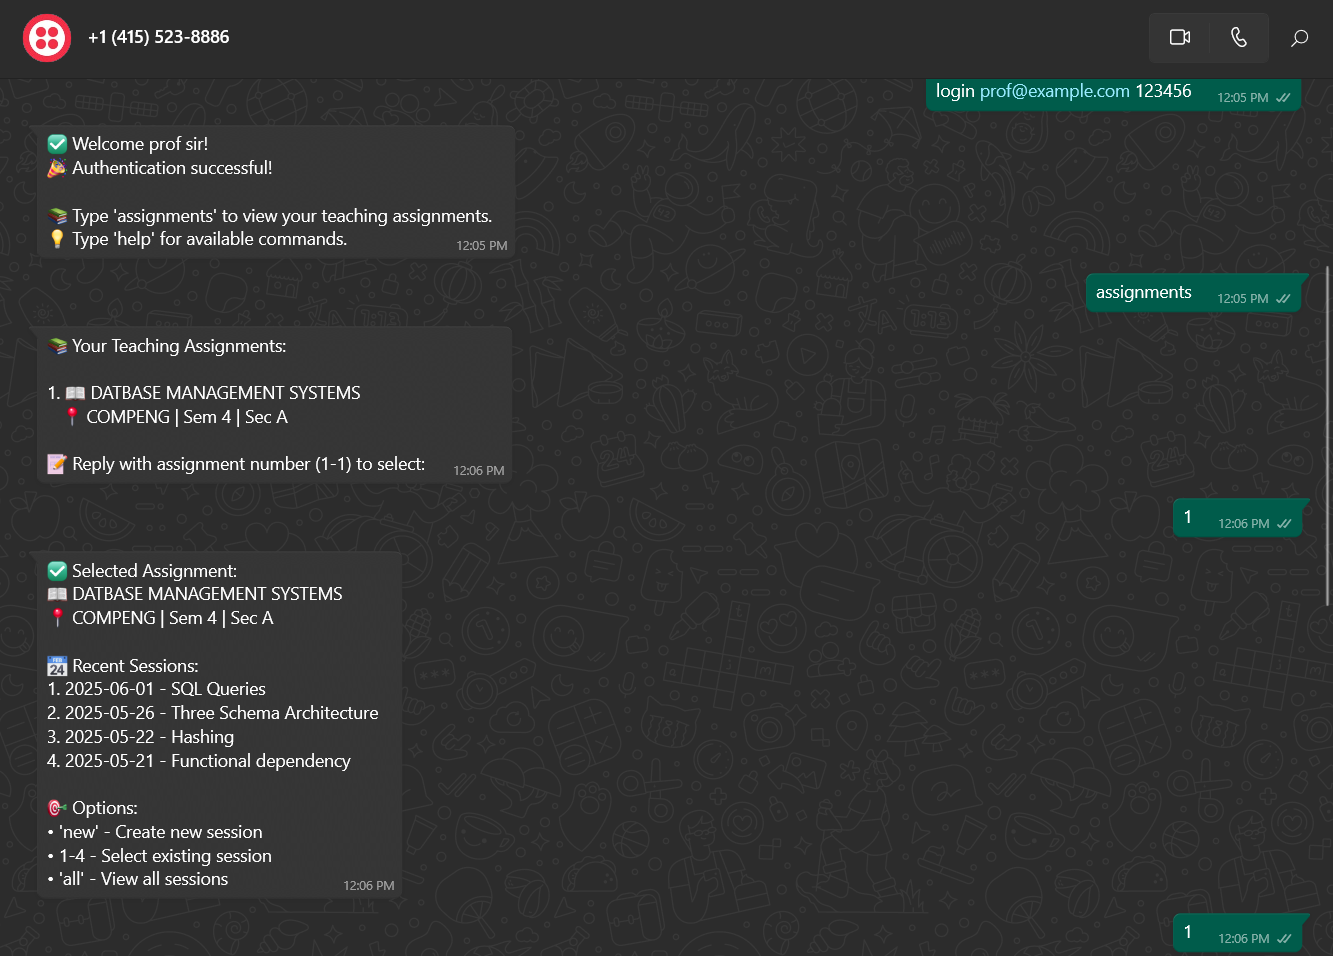 +1 (415) 523-8886
login prof@example.com 123456 12:05 PM
✅ Welcome prof sir!
🎉 Authentication successful!
📚 Type 'assignments' to view your teaching assignments.
💡 Type 'help' for available commands. 12:05 PM
assignments 12:05 PM
📚 Your Teaching Assignments:
1. 📖 DATBASE MANAGEMENT SYSTEMS
📍 COMPENG | Sem 4 | Sec A
📝 Reply with assignment number (1-1) to select: 12:06 PM
1 12:06 PM
✅ Selected Assignment:
📖 DATBASE MANAGEMENT SYSTEMS
📍 COMPENG | Sem 4 | Sec A
📅 Recent Sessions:
1. 2025-06-01 - SQL Queries
2. 2025-05-26 - Three Schema Architecture
3. 2025-05-22 - Hashing
4. 2025-05-21 - Functional dependency
🎯 Options:
• 'new' - Create new session
• 1-4 - Select existing session
• 'all' - View all sessions 12:06 PM
1 12:06 PM